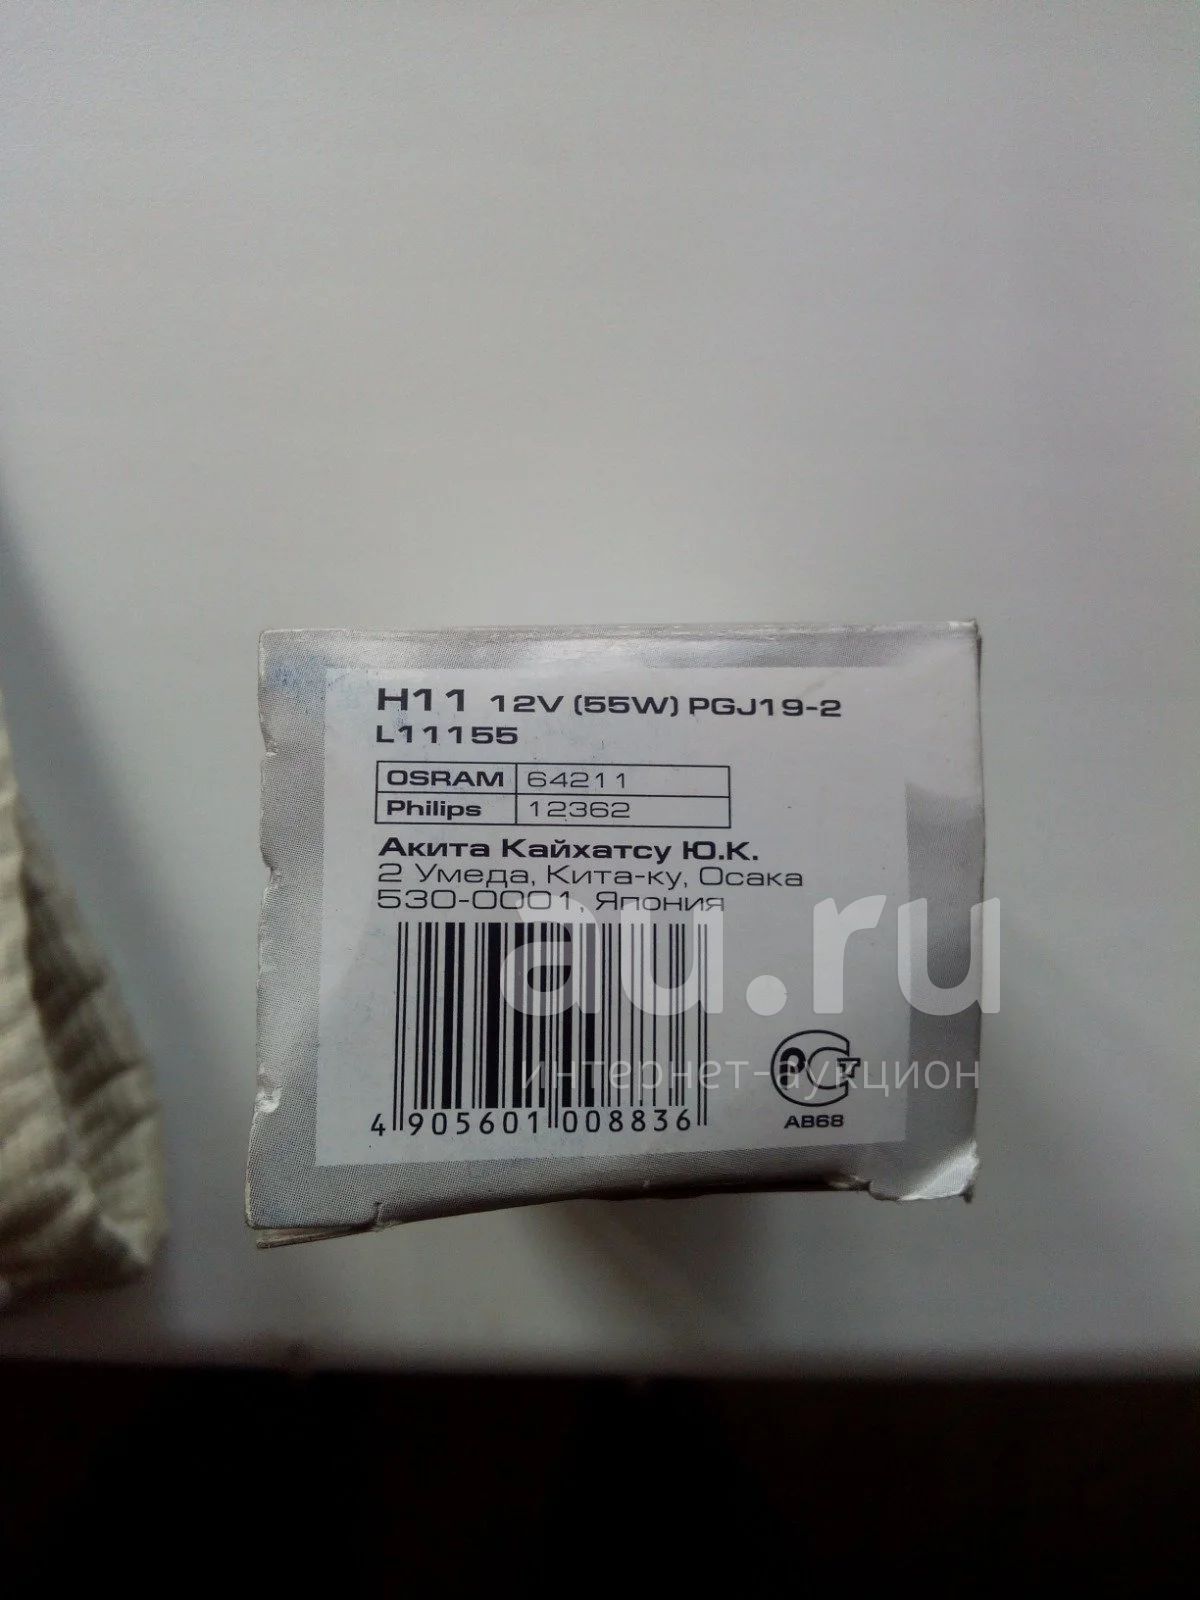 H11 12V (55W) PGJ19-2
L11155
OSRAM 64211
Philips 12362
Акита Кайхатсу Ю.К.
2 Умеда, Кита-ку, Осака
530-0001, Япония
au.ru
интернет-аукцион
4 905601 008836
АВ68